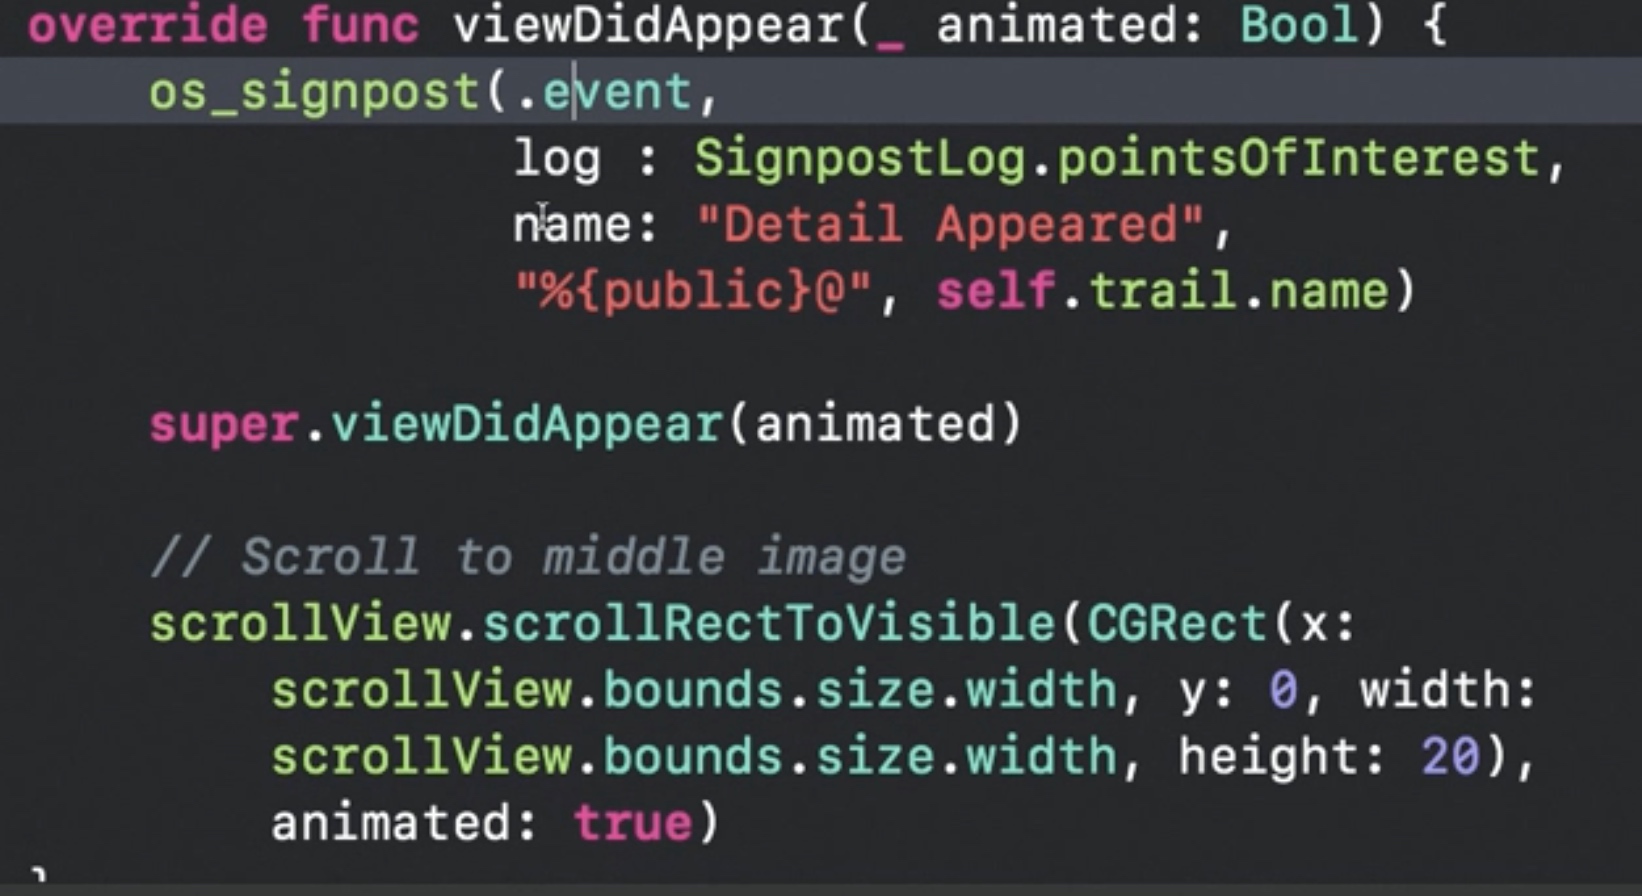 override func viewDidAppear(_ animated: Bool) {
    os_signpost(.event,
                log : SignpostLog.pointsOfInterest,
                name: "Detail Appeared",
                "%{public}@", self.trail.name)
    super.viewDidAppear(animated)
    // Scroll to middle image
    scrollView.scrollRectToVisible(CGRect(x:
        scrollView.bounds.size.width, y: 0, width:
        scrollView.bounds.size.width, height: 20),
        animated: true)
}